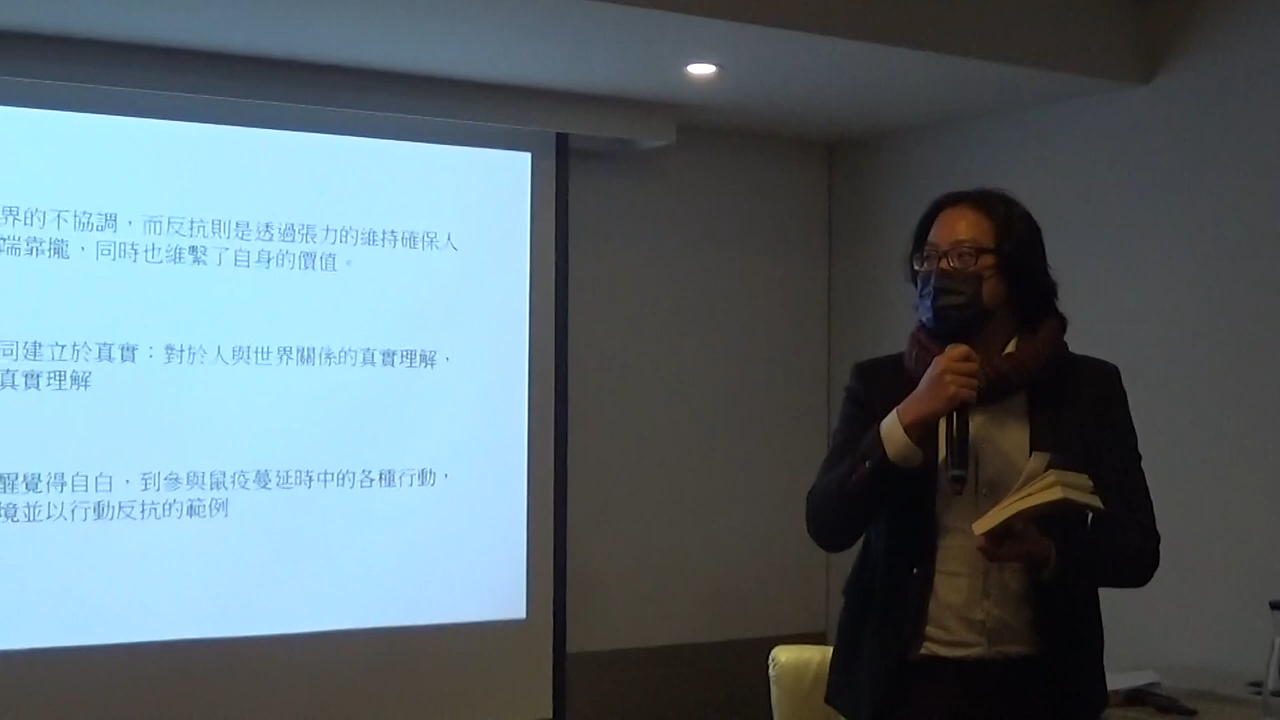 界的不協調，而反抗則是透過張力的維持確保人
端靠攏，同時也維繫了自身的價值。
同建立於真實：對於人與世界關係的真實理解，
真實理解
醒覺得自白，到參與鼠疫蔓延時中的各種行動，
境並以行動反抗的範例